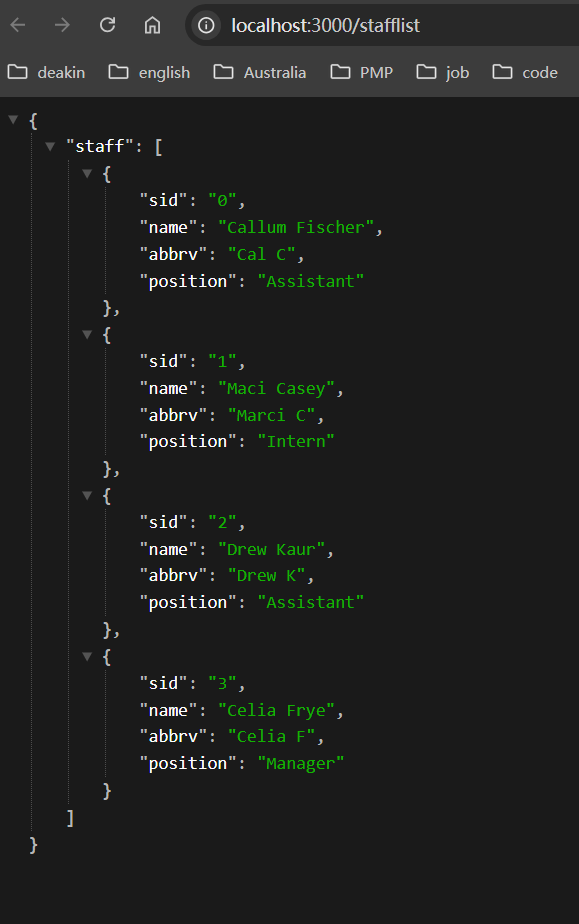 localhost:3000/stafflist
deakin english Australia PMP job code
{
"staff": [
{
"sid": "0",
"name": "Callum Fischer",
"abbrv": "Cal C",
"position": "Assistant"
},
{
"sid": "1",
"name": "Maci Casey",
"abbrv": "Marci C",
"position": "Intern"
},
{
"sid": "2",
"name": "Drew Kaur",
"abbrv": "Drew K",
"position": "Assistant"
},
{
"sid": "3",
"name": "Celia Frye",
"abbrv": "Celia F",
"position": "Manager"
}
]
}